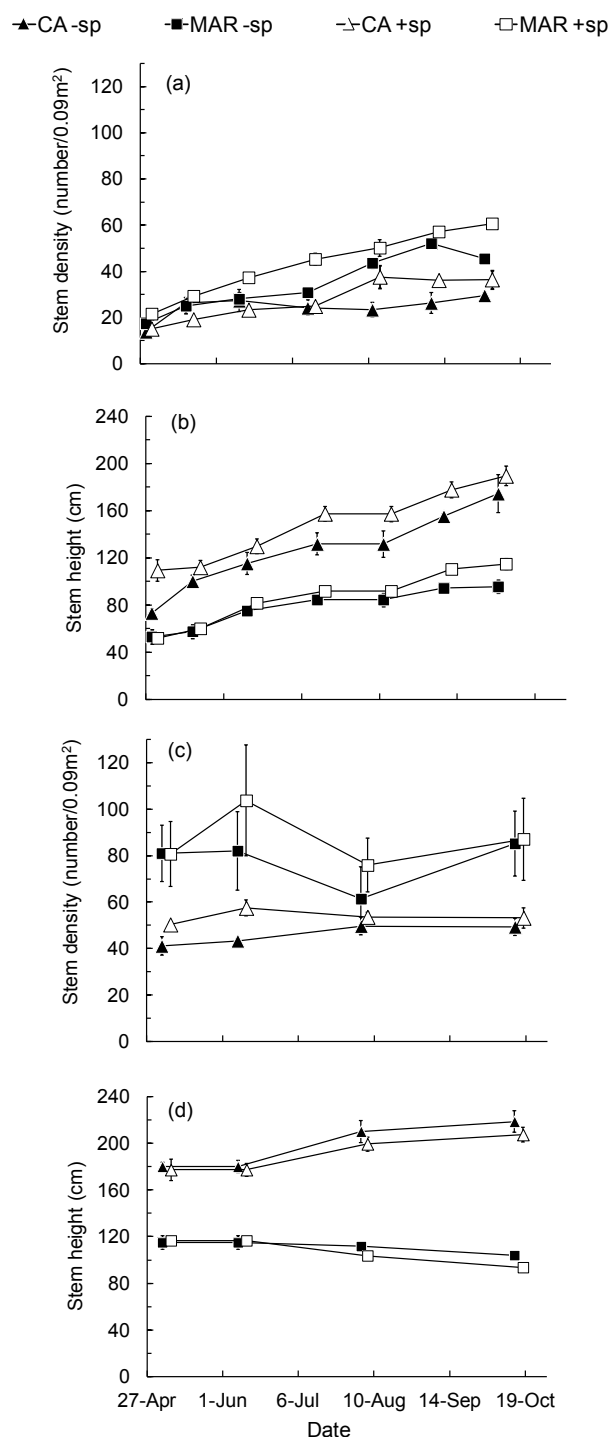 CA -sp MAR -sp CA +sp MAR +sp
(a)
Stem density (number/0.09m²)
120
100
80
60
40
20
0
(b)
Stem height (cm)
240
200
160
120
80
40
0
(c)
Stem density (number/0.09m²)
120
100
80
60
40
20
0
(d)
Stem height (cm)
240
200
160
120
80
40
0
27-Apr 1-Jun 6-Jul 10-Aug 14-Sep 19-Oct
Date